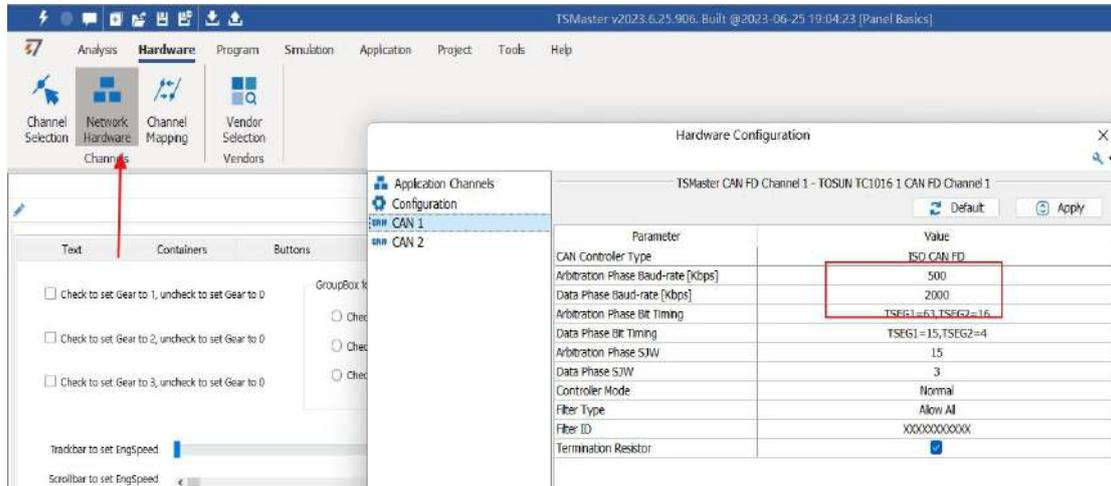 TSMaster v2023.6.25.906. Built @2023-06-25 19:04:23 [Panel Basics]
Analysis Hardware Program Simulation Application Project Tools Help
Channel Selection
Network Hardware
Channel Mapping
Vendor Selection
Channels
Vendors
Hardware Configuration
Application Channels
Configuration
CAN 1
CAN 2
TSMaster CAN FD Channel 1 - TOSUN TC1016 1 CAN FD Channel 1
Default Apply
Parameter Value
CAN Controller Type ISO CAN FD
Arbitration Phase Baud-rate [Kbps] 500
Data Phase Baud-rate [Kbps] 2000
Arbitration Phase Bit Timing TSEG1=63,TSEG2=16
Data Phase Bit Timing TSEG1=15,TSEG2=4
Arbitration Phase SJW 15
Data Phase SJW 3
Controller Mode Normal
Filter Type Allow All
Filter ID XXXXXXXXXXX
Termination Resistor
Text Containers Buttons
Check to set Gear to 1, uncheck to set Gear to 0
Check to set Gear to 2, uncheck to set Gear to 0
Check to set Gear to 3, uncheck to set Gear to 0
GroupBox
Chec
Chec
Chec
Trackbar to set EngSpeed
Scrollbar to set EngSpeed